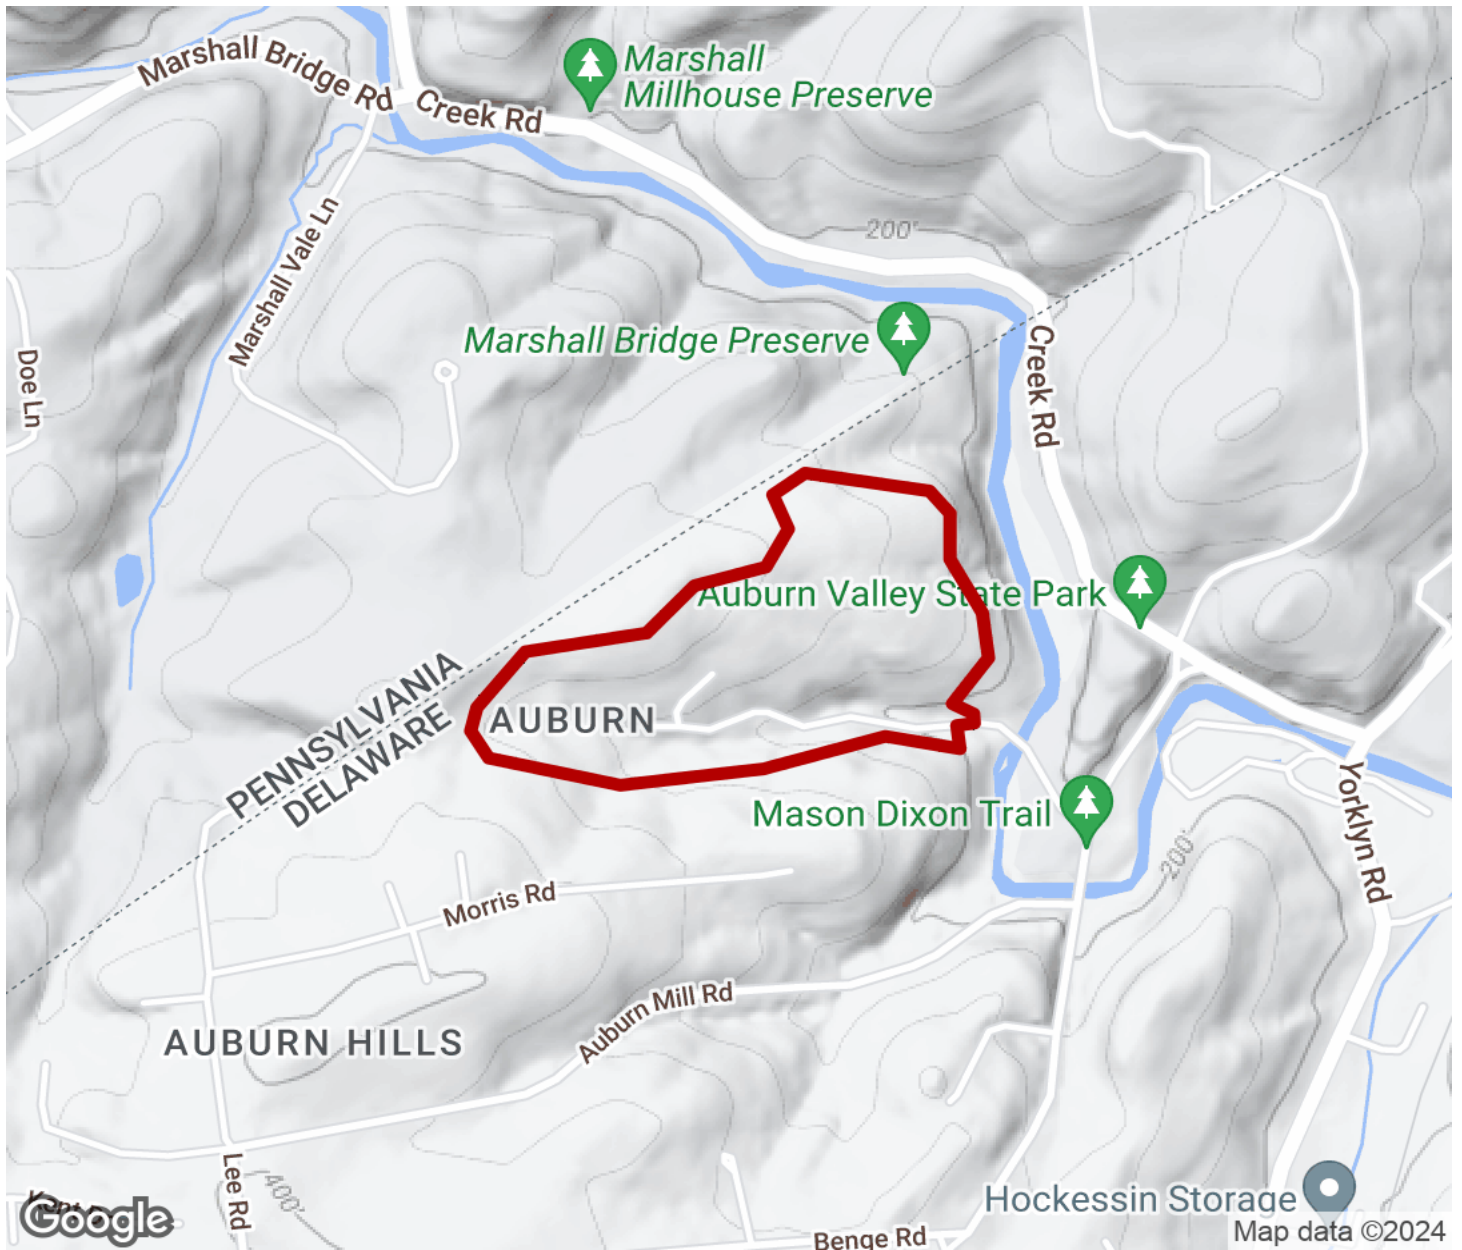 Marshall Bridge Rd
Marshall
Millhouse Preserve
Creek Rd
200'
Marshall Vale Ln
Marshall Bridge Preserve
Doe Ln
Creek Rd
Auburn Valley State Park
PENNSYLVANIA
DELAWARE
AUBURN
Mason Dixon Trail
Yorklyn Rd
200'
Morris Rd
Auburn Mill Rd
AUBURN HILLS
Lee Rd
400'
Hockessin Storage
Google
Map data ©2024
Benge Rd